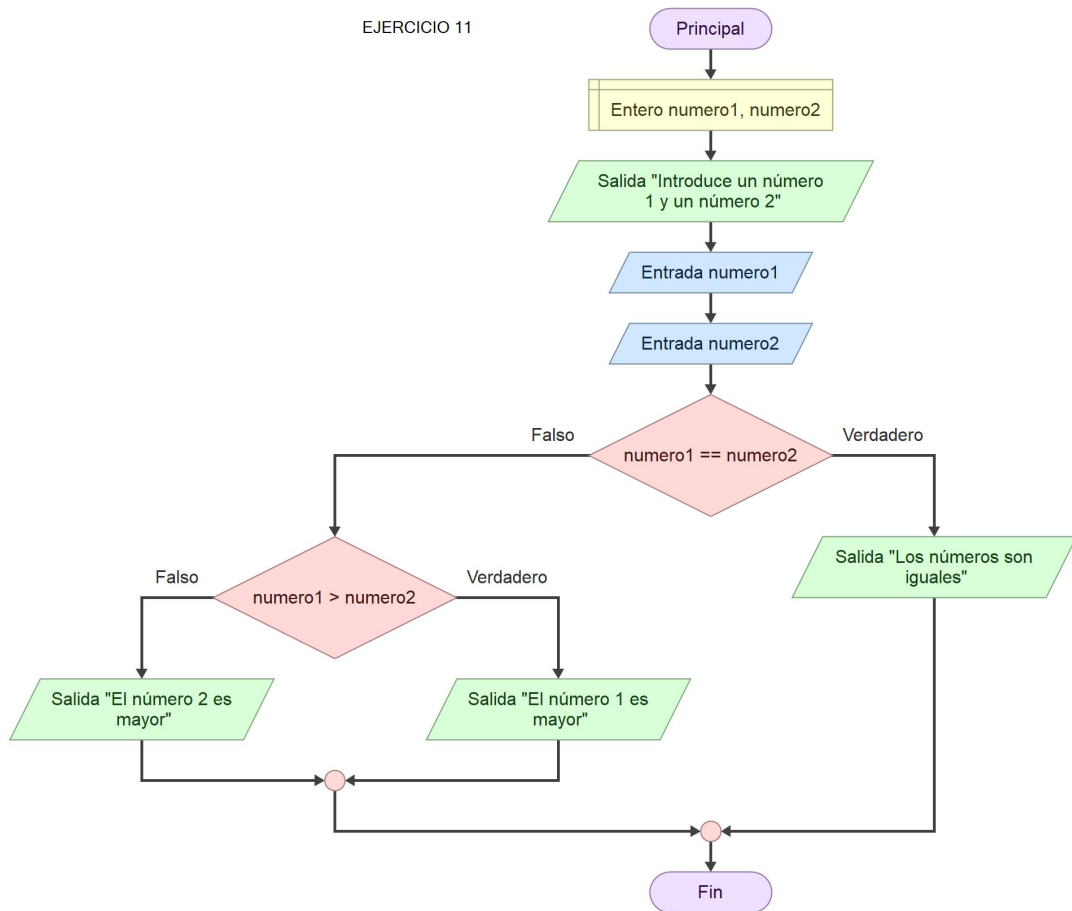 EJERCICIO 11
Principal
Entero numero1, numero2
Salida "Introduce un número
1 y un número 2"
Entrada numero1
Entrada numero2
Falso
Verdadero
numero1 == numero2
Salida "Los números son
iguales"
Falso
Verdadero
numero1 > numero2
Salida "El número 2 es
mayor"
Salida "El número 1 es
mayor"
Fin